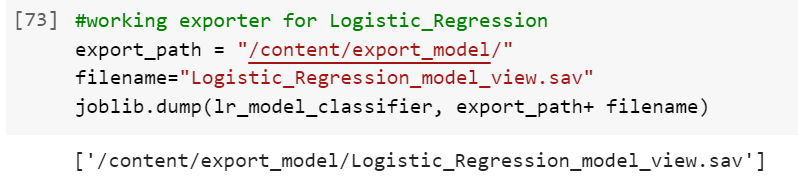 [73] #working exporter for Logistic_Regression
export_path = "/content/export_model/"
filename="Logistic_Regression_model_view.sav"
joblib.dump(lr_model_classifier, export_path+ filename)
['/content/export_model/Logistic_Regression_model_view.sav']